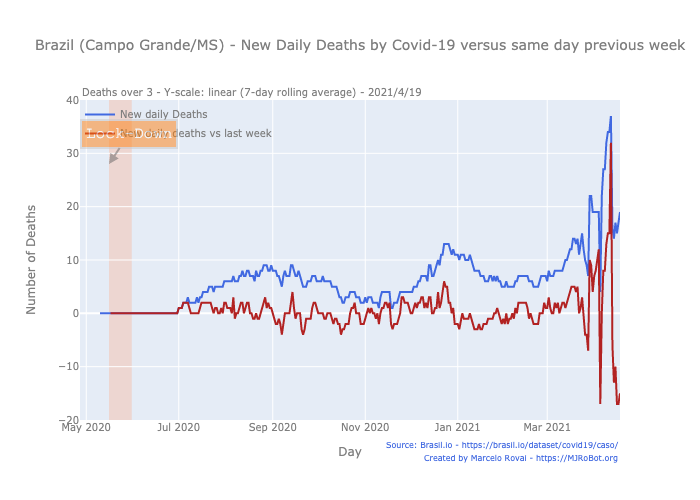 Brazil (Campo Grande/MS) - New Daily Deaths by Covid-19 versus same day previous week
Deaths over 3 - Y-scale: linear (7-day rolling average) - 2021/4/19
New daily Deaths
Lock Down
deaths vs last week
40
30
20
10
0
−10
−20
Number of Deaths
May 2020
Jul 2020
Sep 2020
Nov 2020
Jan 2021
Mar 2021
Day
Source: Brasil.io - https://brasil.io/dataset/covid19/caso/
Created by Marcelo Rovai - https://MJRoBot.org